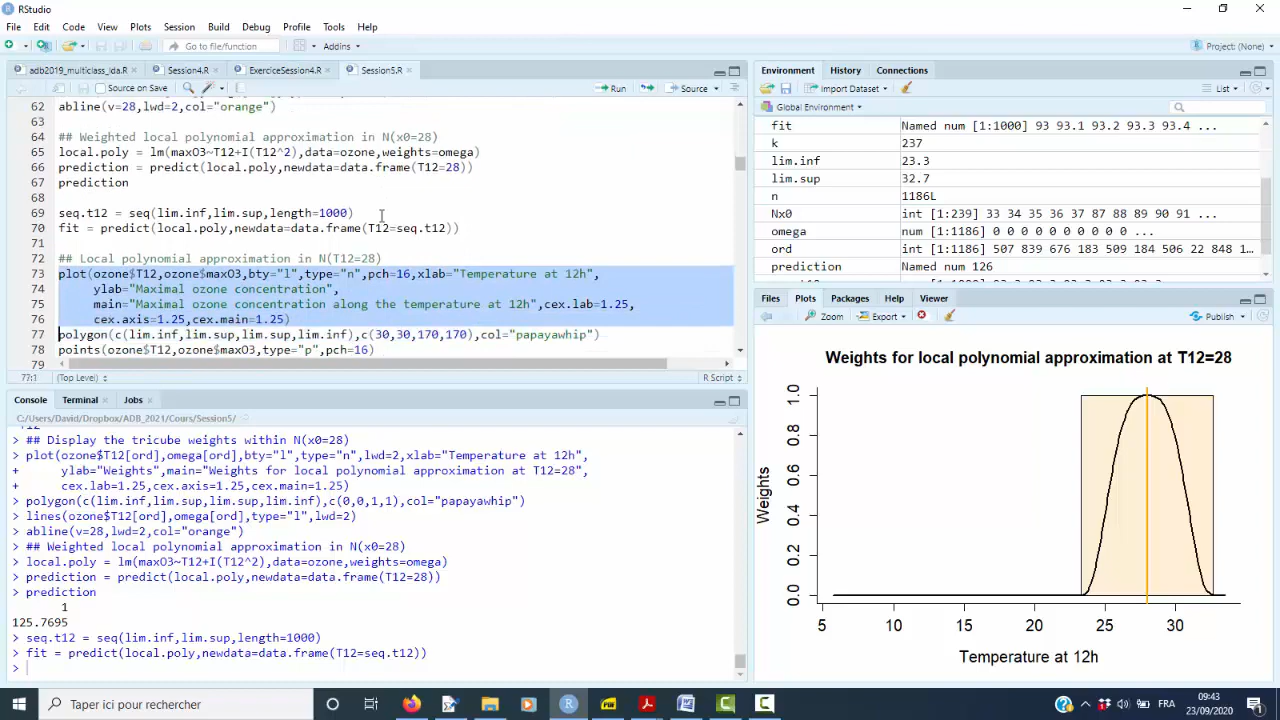 RStudio
File Edit Code View Plots Session Build Debug Profile Tools Help
Go to file/function Addins Project: (None)
adb2019_multiclass_lda.R Session4.R ExerciceSession4.R Session5.R
Source on Save Run Source
62 abline(v=28,lwd=2,col="orange")
63
64 ## Weighted local polynomial approximation in N(x0=28)
65 local.poly = lm(maxO3~T12+I(T12^2),data=ozone,weights=omega)
66 prediction = predict(local.poly,newdata=data.frame(T12=28))
67 prediction
68
69 seq.t12 = seq(lim.inf,lim.sup,length=1000)
70 fit = predict(local.poly,newdata=data.frame(T12=seq.t12))
71
72 ## Local polynomial approximation in N(T12=28)
73 plot(ozone$T12,ozone$maxO3,bty="l",type="n",pch=16,xlab="Temperature at 12h",
74 ylab="Maximal ozone concentration",
75 main="Maximal ozone concentration along the temperature at 12h",cex.lab=1.25,
76 cex.axis=1.25,cex.main=1.25)
77 polygon(c(lim.inf,lim.sup,lim.sup,lim.inf),c(30,30,170,170),col="papayawhip")
78 points(ozone$T12,ozone$maxO3,type="p",pch=16)
79
77:1 (Top Level) R Script
Console Terminal Jobs
C:/Users/David/Dropbox/ADB_2021/Cours/Session5/
> ## Display the tricube weights within N(x0=28)
> plot(ozone$T12[ord],omega[ord],bty="l",type="n",lwd=2,xlab="Temperature at 12h",
+ ylab="Weights",main="Weights for local polynomial approximation at T12=28",
+ cex.lab=1.25,cex.axis=1.25,cex.main=1.25)
> polygon(c(lim.inf,lim.sup,lim.sup,lim.inf),c(0,0,1,1),col="papayawhip")
> lines(ozone$T12[ord],omega[ord],type="l",lwd=2)
> abline(v=28,lwd=2,col="orange")
> ## Weighted local polynomial approximation in N(x0=28)
> local.poly = lm(maxO3~T12+I(T12^2),data=ozone,weights=omega)
> prediction = predict(local.poly,newdata=data.frame(T12=28))
> prediction
1
125.7695
> seq.t12 = seq(lim.inf,lim.sup,length=1000)
> fit = predict(local.poly,newdata=data.frame(T12=seq.t12))
>
Environment History Connections
Import Dataset List
Global Environment
fit Named num [1:1000] 93 93.1 93.2 93.3 93.4 ...
k 237
lim.inf 23.3
lim.sup 32.7
n 1186L
Nx0 int [1:239] 33 34 35 36 37 87 88 89 90 91 ...
omega num [1:1186] 0 0 0 0 0 0 0 0 0 0 ...
ord int [1:1186] 507 839 676 183 509 184 506 22 848 1...
prediction Named num 126
Files Plots Packages Help Viewer
Zoom Export Publish
Weights for local polynomial approximation at T12=28
Weights
1.0
0.8
0.6
0.4
0.2
0.0
5 10 15 20 25 30
Temperature at 12h
Taper ici pour rechercher
FRA
09:43
23/09/2020